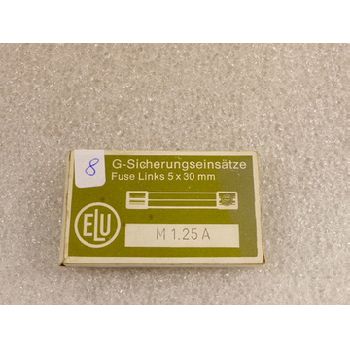 8
G-Sicherungseinsätze
Fuse Links 5 x 30 mm
ELU
M 1.25 A